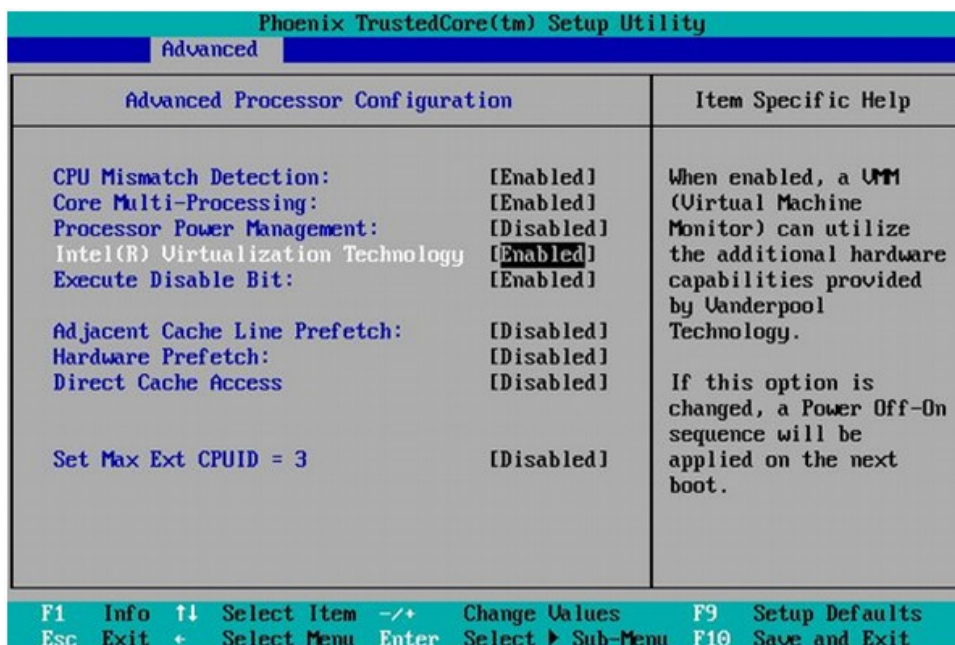 Phoenix TrustedCore(tm) Setup Utility
Advanced
Advanced Processor Configuration
Item Specific Help
CPU Mismatch Detection: [Enabled]
Core Multi-Processing: [Enabled]
Processor Power Management: [Disabled]
Intel(R) Virtualization Technology [Enabled]
Execute Disable Bit: [Enabled]
Adjacent Cache Line Prefetch: [Disabled]
Hardware Prefetch: [Disabled]
Direct Cache Access [Disabled]
Set Max Ext CPUID = 3 [Disabled]
When enabled, a VMM
(Virtual Machine
Monitor) can utilize
the additional hardware
capabilities provided
by Vanderpool
Technology.
If this option is
changed, a Power Off-On
sequence will be
applied on the next
boot.
F1 Info ↑↓ Select Item -/+ Change Values F9 Setup Defaults
Esc Exit ← Select Menu Enter Select ▶ Sub-Menu F10 Save and Exit